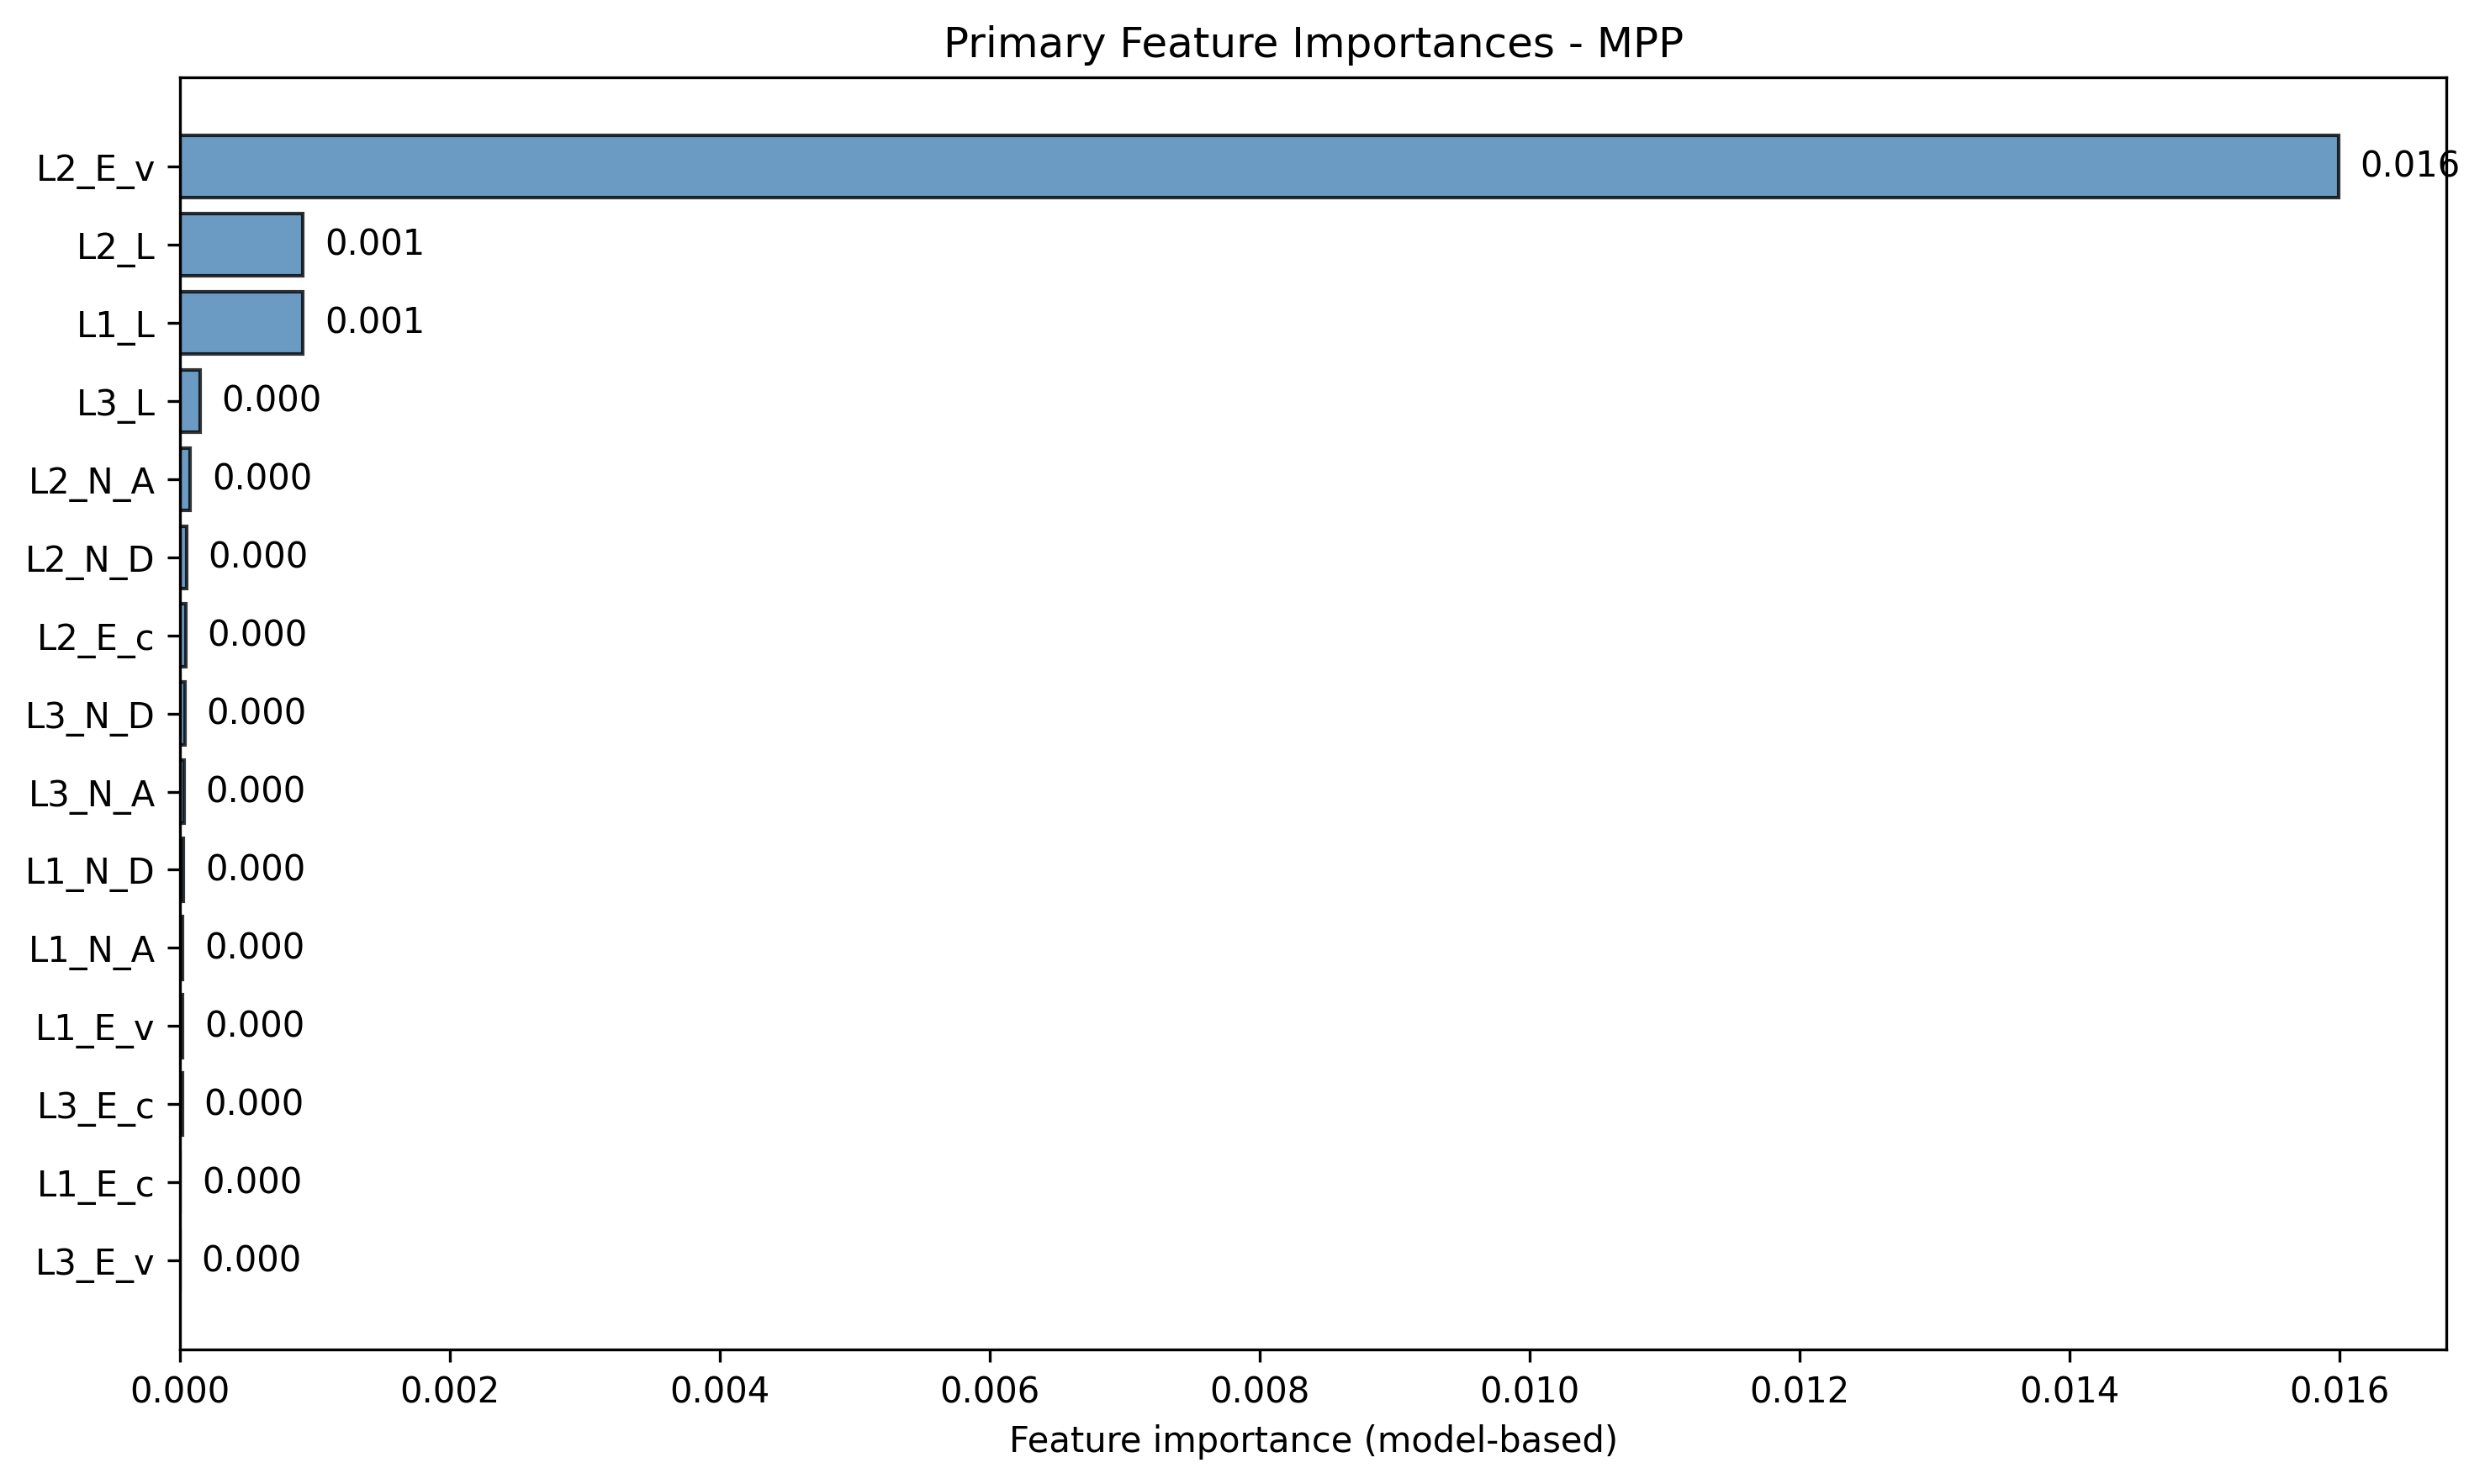 Primary Feature Importances - MPP
L2_E_v 0.016
L2_L 0.001
L1_L 0.001
L3_L 0.000
L2_N_A 0.000
L2_N_D 0.000
L2_E_c 0.000
L3_N_D 0.000
L3_N_A 0.000
L1_N_D 0.000
L1_N_A 0.000
L1_E_v 0.000
L3_E_c 0.000
L1_E_c 0.000
L3_E_v 0.000
0.000 0.002 0.004 0.006 0.008 0.010 0.012 0.014 0.016
Feature importance (model-based)